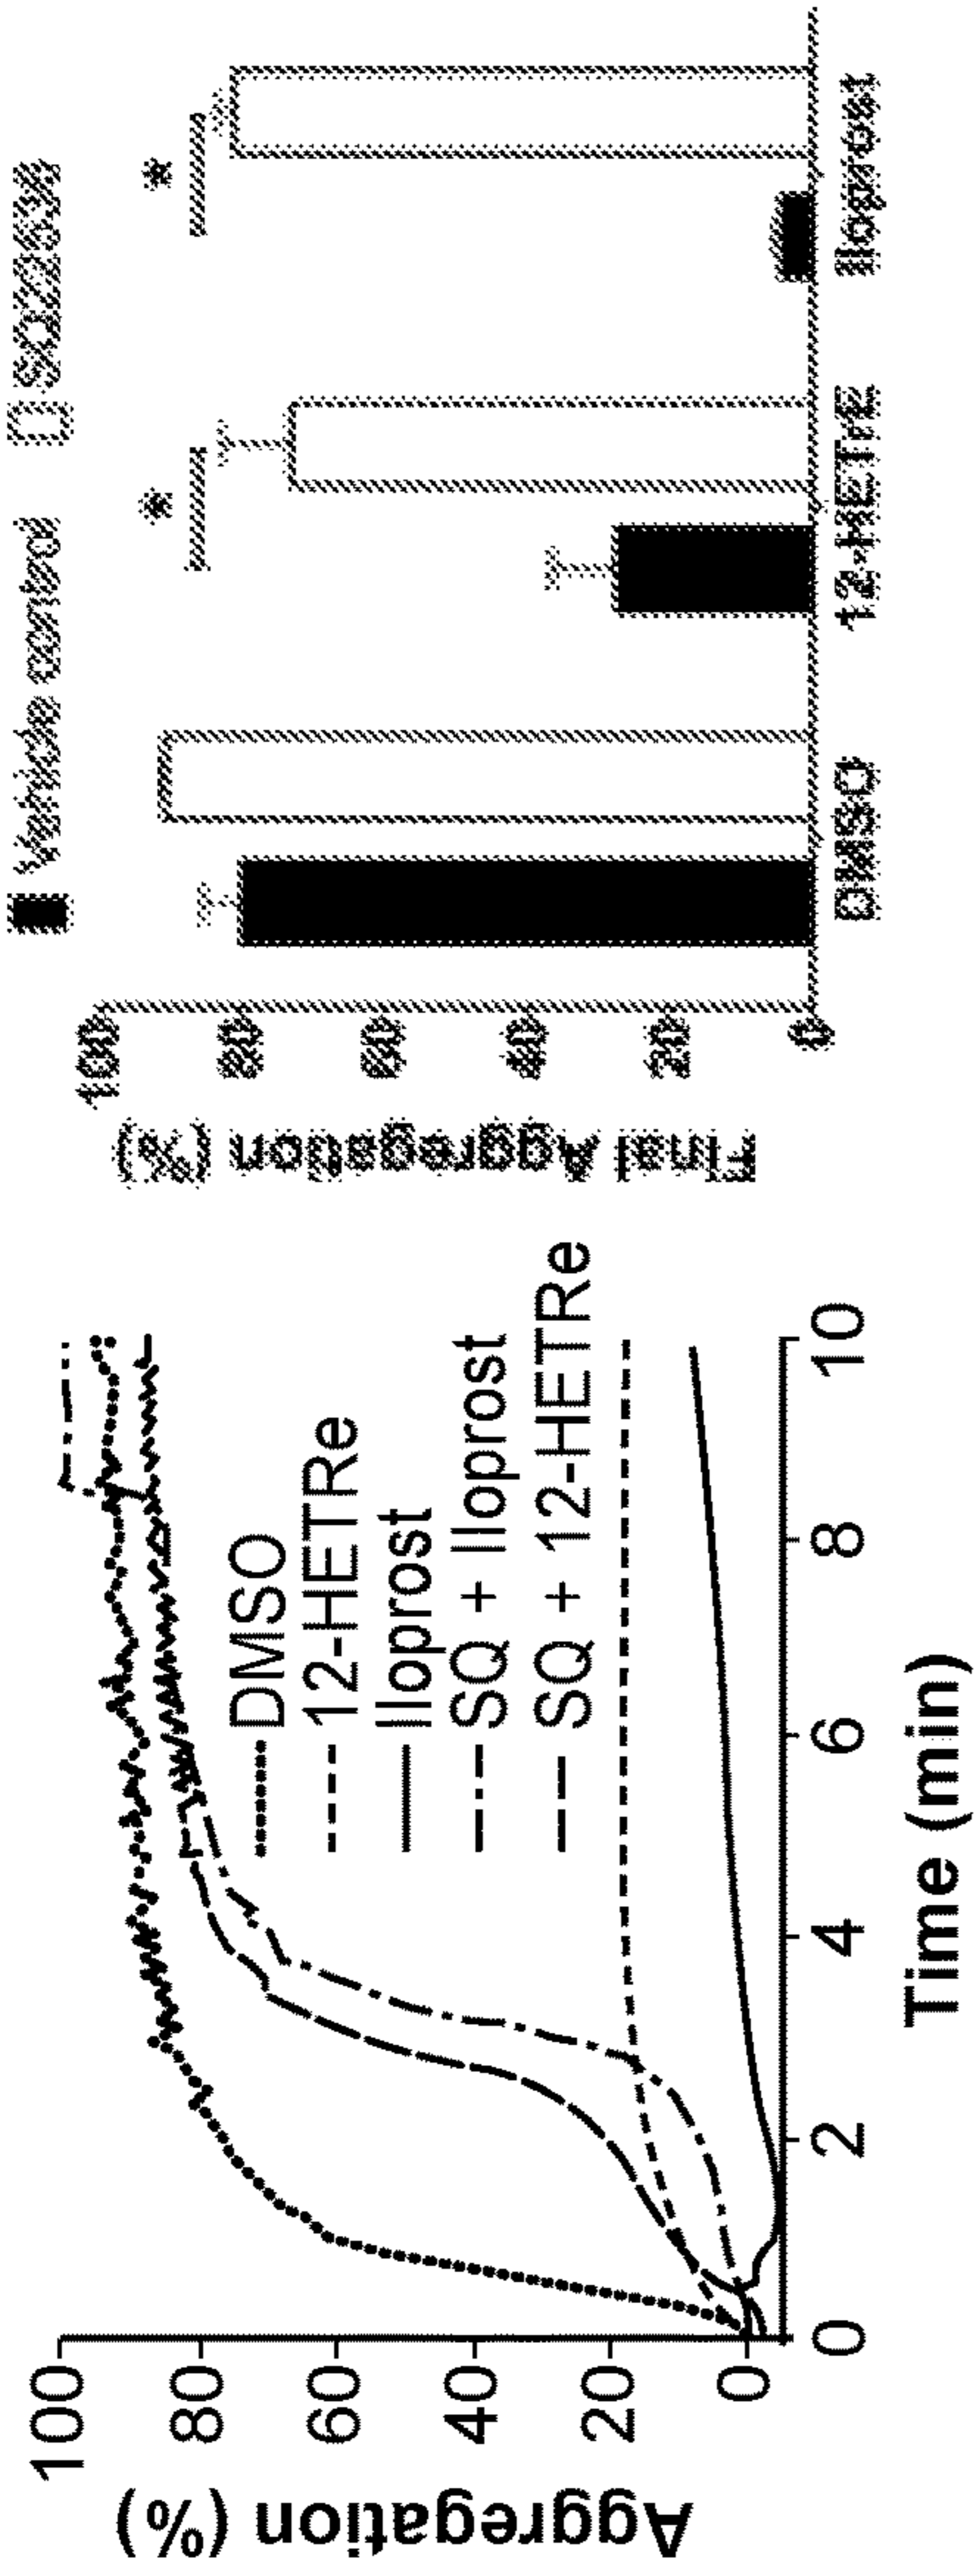 Aggregation (%)
100
80
60
40
20
0
DMSO
12-HETRe
Iloprost
SQ + Iloprost
SQ + 12-HETRe
0
2
4
6
8
10
Time (min)
Vehicle control
SQ22636
Final Aggregation (%)
100
80
60
40
20
0
*
*
DMSO
12-HETrE
Iloprost